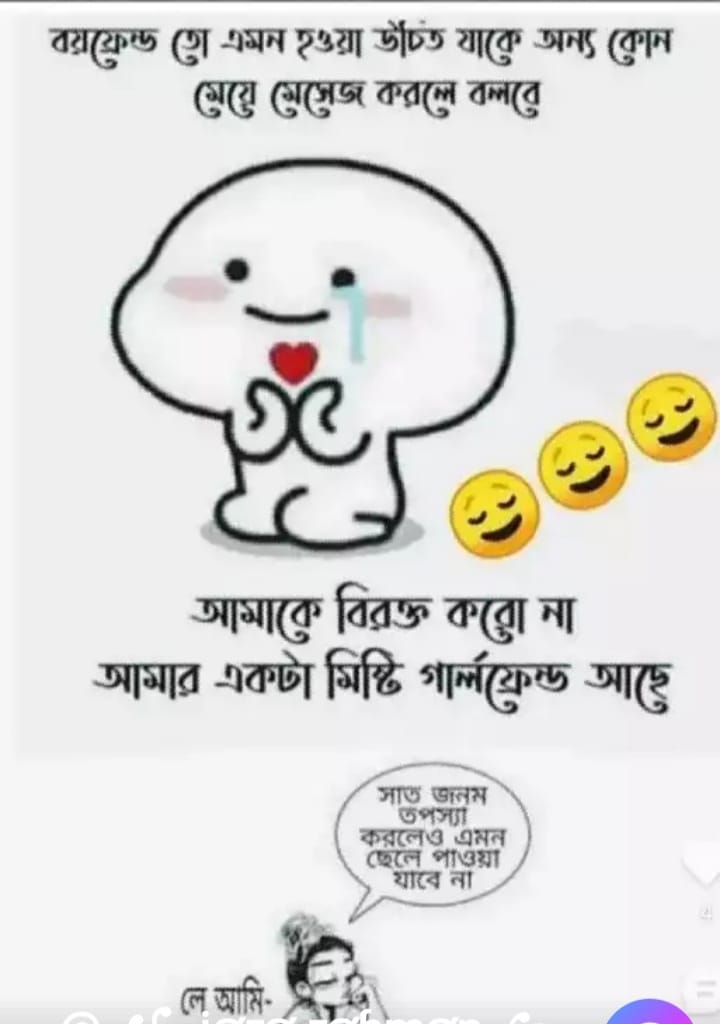 বয়ফ্রেন্ড তো এমন হওয়া উচিত যাকে অন্য কোন
মেয়ে মেসেজ করলে বলবে
আমাকে বিরক্ত করো না
আমার একটা মিষ্টি গার্লফ্রেন্ড আছে
সাত জনম
তপস্যা
করলেও এমন
ছেলে পাওয়া
যাবে না
4
লে আমি-